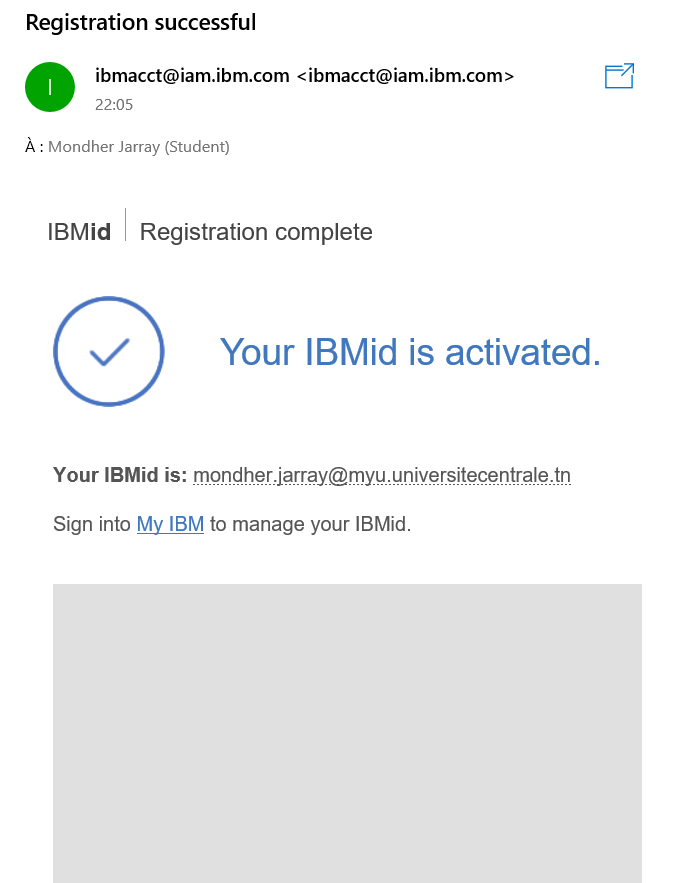 Registration successful
I
ibmacct@iam.ibm.com <ibmacct@iam.ibm.com>
22:05
À : Mondher Jarray (Student)
IBMid Registration complete
Your IBMid is activated.
Your IBMid is: mondher.jarray@myu.universitecentrale.tn
Sign into My IBM to manage your IBMid.